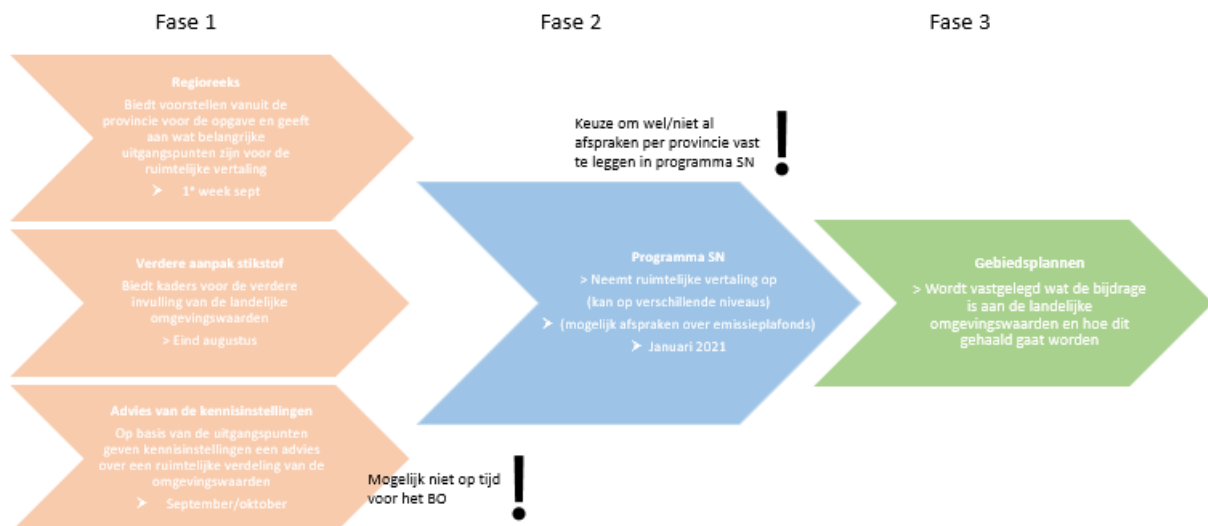 Fase 1
Fase 2
Fase 3
Regioreeks
Biedt voorstellen vanuit de
provincie voor de opgave en geeft
aan wat belangrijke
uitgangspunten zijn voor de
ruimtelijke vertaling
➤ 1e week sept
Verdere aanpak stikstof
Biedt kaders voor de verdere
invulling van de landelijke
omgevingswaarden
> Eind augustus
Advies van de kennisinstellingen
Op basis van de uitgangspunten
geven kennisinstellingen een advies
over een ruimtelijke verdeling van de
omgevingswaarden
➤ September/oktober
Mogelijk niet op tijd
voor het BO
!
Keuze om wel/niet al
afspraken per provincie vast
te leggen in programma SN
!
Programma SN
> Neemt ruimtelijke vertaling op
(kan op verschillende niveaus)
➤ (mogelijk afspraken over emissieplafonds)
➤ Januari 2021
Gebiedsplannen
> Wordt vastgelegd wat de bijdrage
is aan de landelijke
omgevingswaarden en hoe dit
gehaald gaat worden